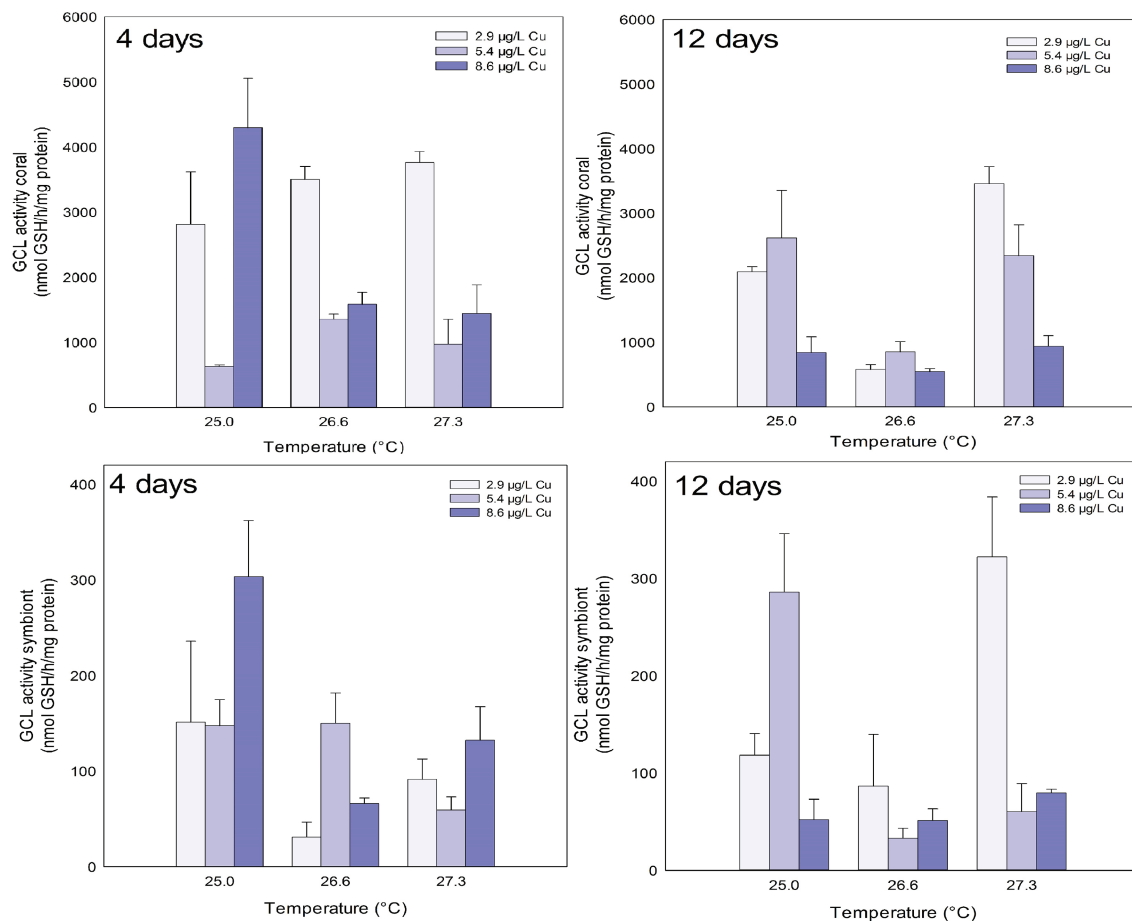 4 days
2.9 µg/L Cu
5.4 µg/L Cu
8.6 µg/L Cu
GCL activity coral
(nmol GSH/h/mg protein)
6000
5000
4000
3000
2000
1000
0
25.0 26.6 27.3
Temperature (°C)
12 days
2.9 µg/L Cu
5.4 µg/L Cu
8.6 µg/L Cu
GCL activity coral
(nmol GSH/h/mg protein)
6000
5000
4000
3000
2000
1000
0
25.0 26.6 27.3
Temperature (°C)
4 days
2.9 µg/L Cu
5.4 µg/L Cu
8.6 µg/L Cu
GCL activity symbiont
(nmol GSH/h/mg protein)
400
300
200
100
0
25.0 26.6 27.3
Temperature (°C)
12 days
2.9 µg/L Cu
5.4 µg/L Cu
8.6 µg/L Cu
GCL activity symbiont
(nmol GSH/h/mg protein)
400
300
200
100
0
25.0 26.6 27.3
Temperature (°C)